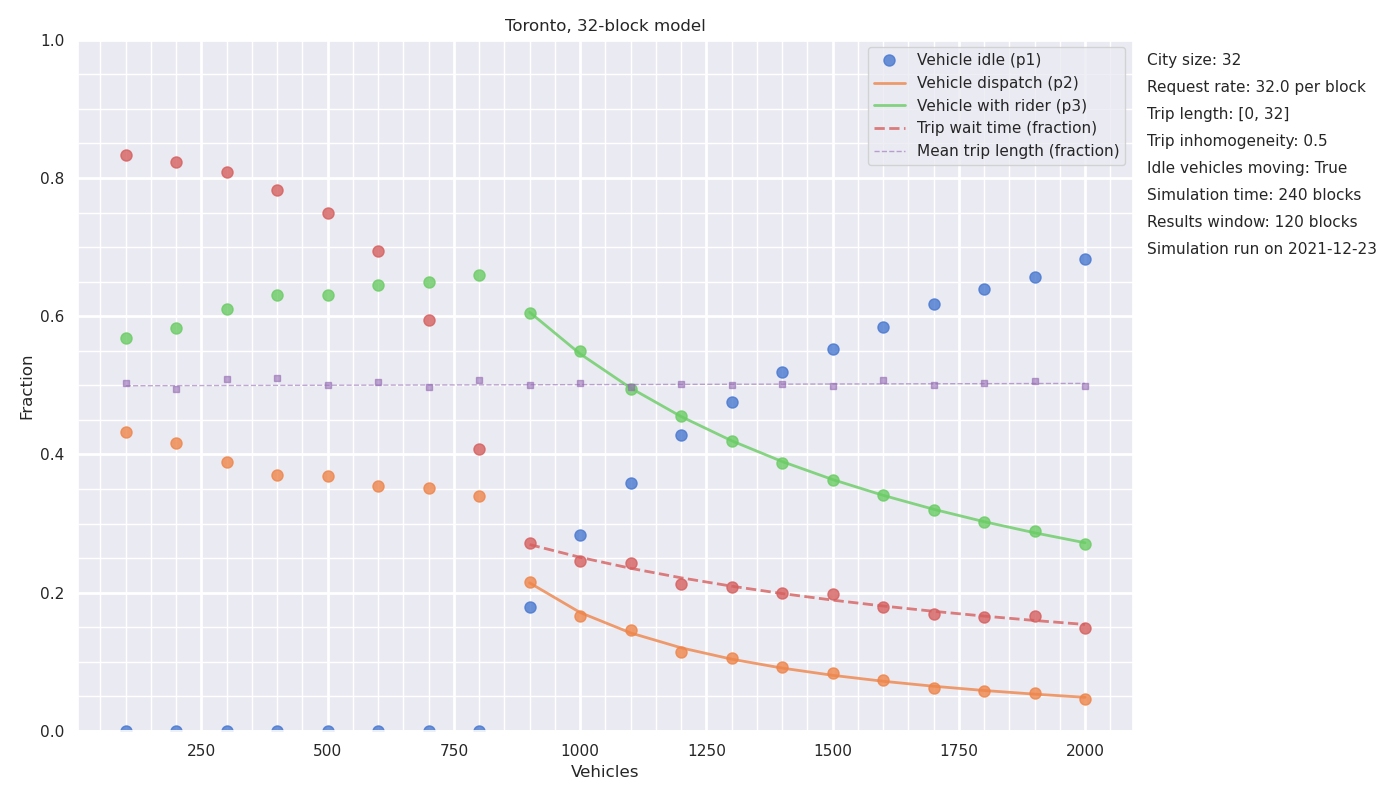 Toronto, 32-block model
1.0
0.8
0.6
0.4
0.2
0.0
Fraction
250
500
750
1000
1250
1500
1750
2000
Vehicles
Vehicle idle (p1)
Vehicle dispatch (p2)
Vehicle with rider (p3)
Trip wait time (fraction)
Mean trip length (fraction)
City size: 32
Request rate: 32.0 per block
Trip length: [0, 32]
Trip inhomogeneity: 0.5
Idle vehicles moving: True
Simulation time: 240 blocks
Results window: 120 blocks
Simulation run on 2021-12-23